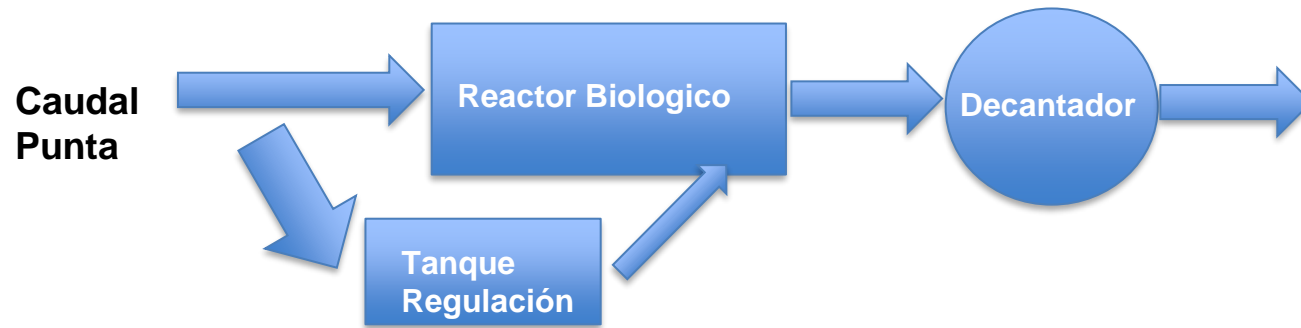 Caudal
Punta
Reactor Biologico
Decantador
Tanque
Regulación